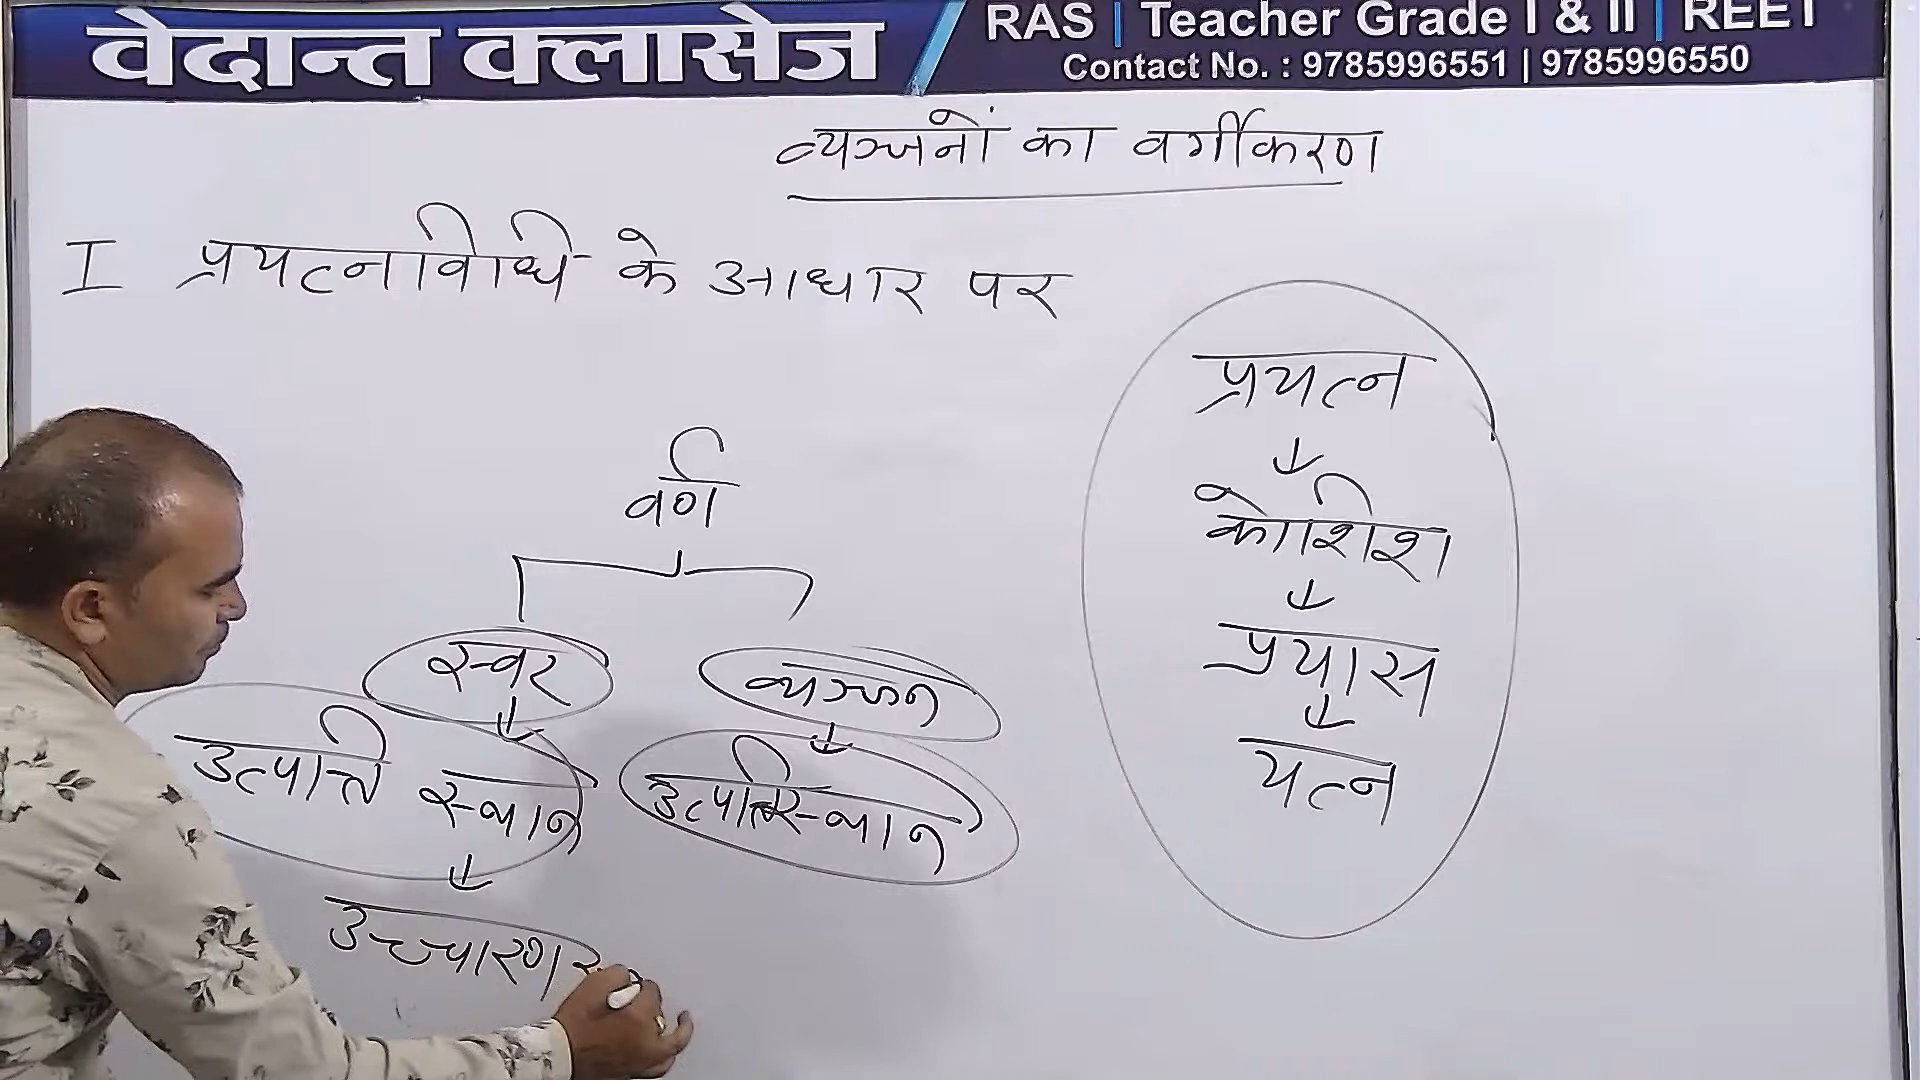 वेदान्त क्लासेज
RAS | Teacher Grade I & II | REET
Contact No. : 9785996551 | 9785996550
व्यञ्जनों का वर्गीकरण
I प्रयत्नविधि के आधार पर
प्रयत्न
↓
कोशिश
↓
प्रयास
↓
यत्न
वर्ण
स्वर व्यञ्जन
↓ ↓
उत्पत्ति स्थान उत्पत्तिस्थान
↓
उच्चारण